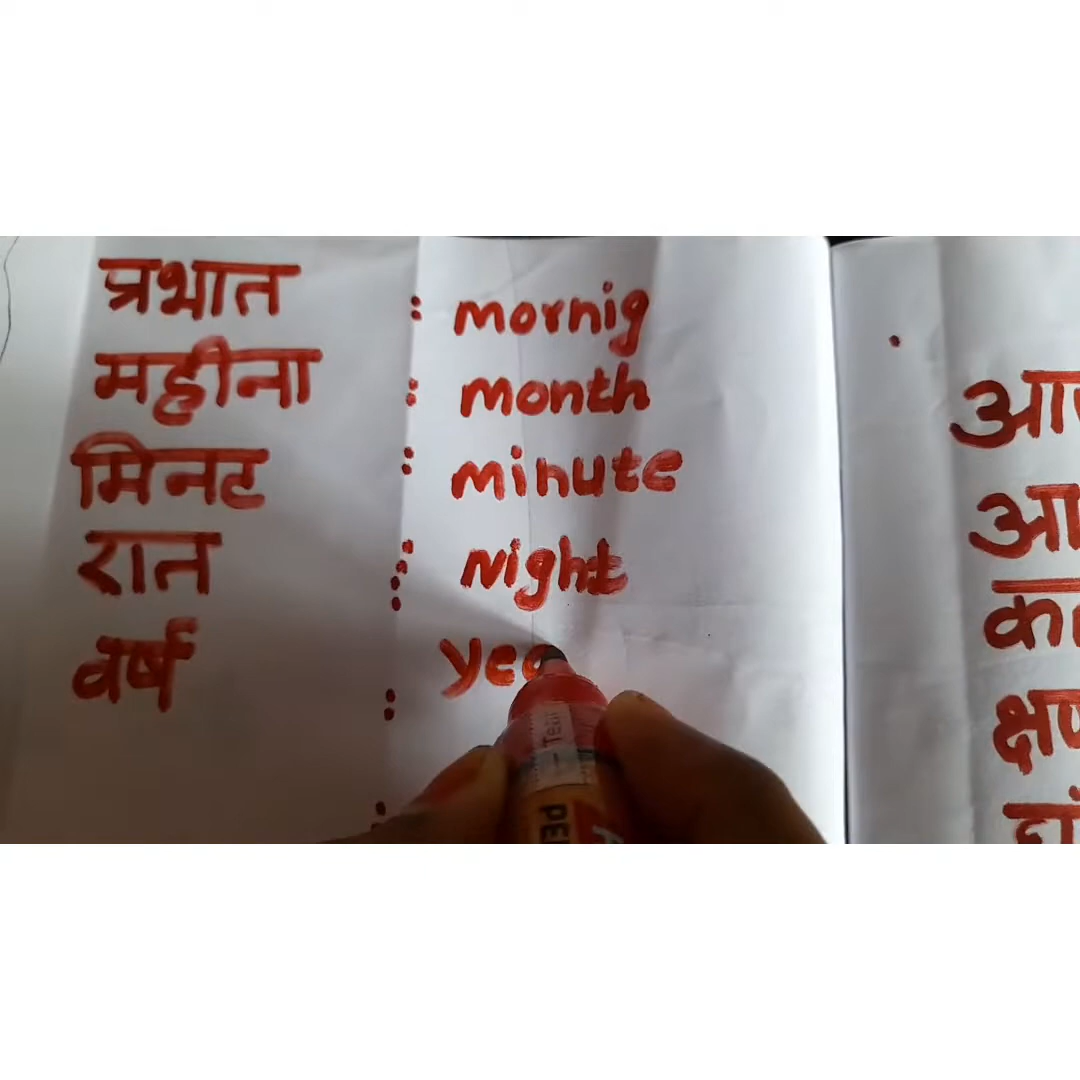 प्रभात : mornig
महीना : month
मिनट : minute
रात : Night
वर्ष : yea
आ
आ
का
क्ष